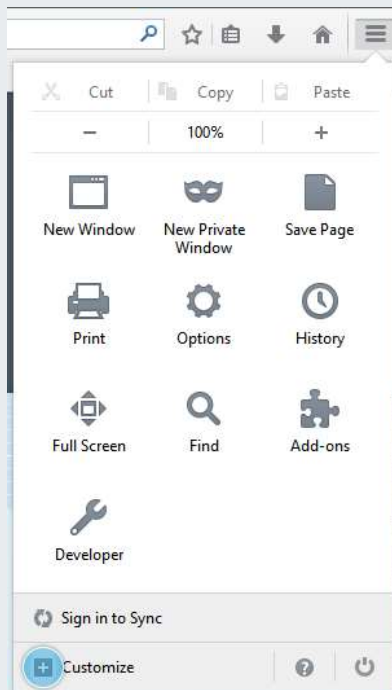 Cut Copy Paste
− 100% +
New Window New Private Window Save Page
Print Options History
Full Screen Find Add-ons
Developer
Sign in to Sync
Customize